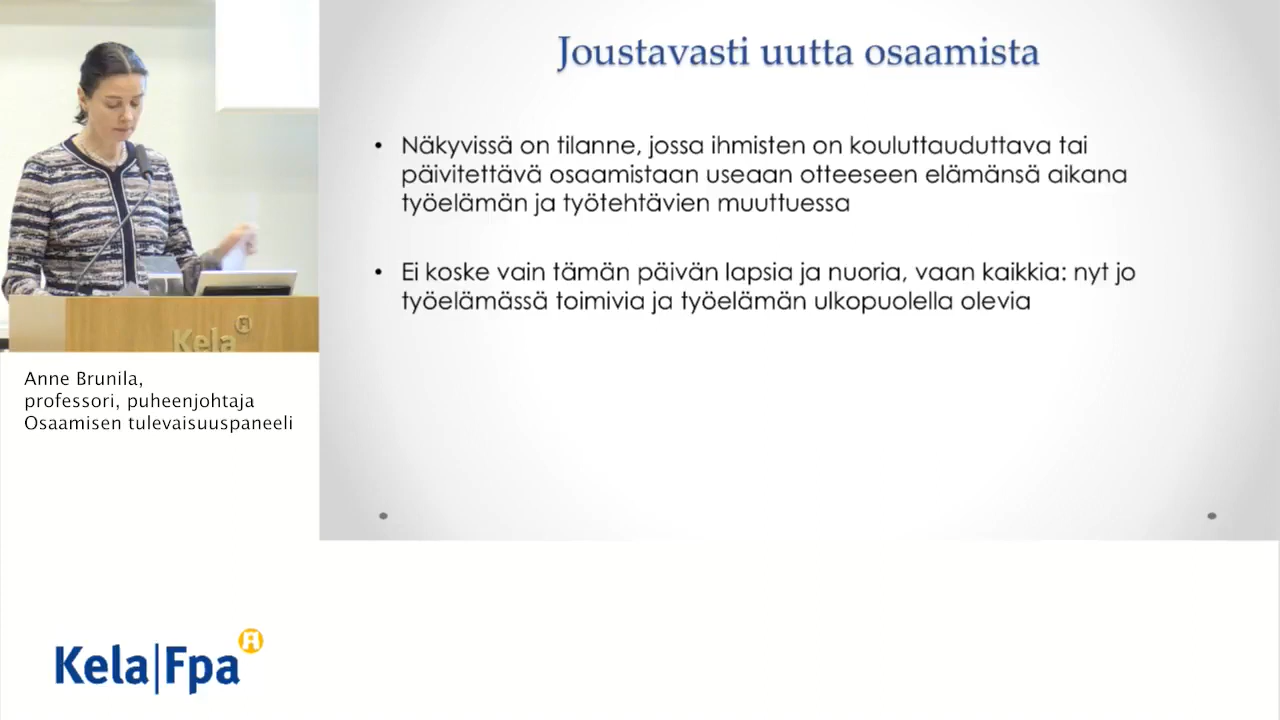 Joustavasti uutta osaamista
• Näkyvissä on tilanne, jossa ihmisten on kouluttauduttava tai
päivitettävä osaamistaan useaan otteeseen elämänsä aikana
työelämän ja työtehtävien muuttuessa
• Ei koske vain tämän päivän lapsia ja nuoria, vaan kaikkia: nyt jo
työelämässä toimivia ja työelämän ulkopuolella olevia
Kela
Anne Brunila,
professori, puheenjohtaja
Osaamisen tulevaisuuspaneeli
Kela|Fpa